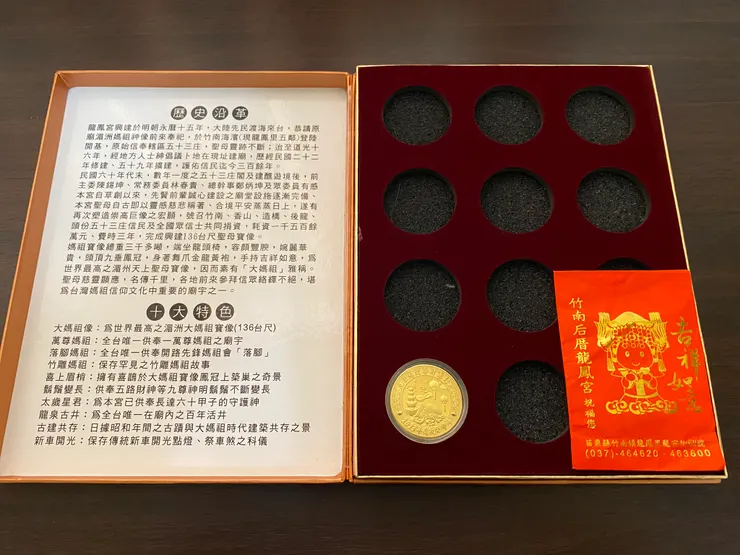 歷史沿革
龍鳳宮興建於明朝永曆十五年，大陸先民渡海來台，恭請原
廟湄洲媽祖神像前來奉祀，於竹南海濱(現龍鳳里五鄰)登陸
開基，原始信奉轄區五十三庄，聖母靈跡不斷；迨至道光十
六年，經地方人士神倡議卜地在現址建廟，歷經民國二十二
年修建、五十九年擴建，護佑信民迄今三百餘年。
民國六十年代末，數年一度之五十三庄閣及建醮遊境後，前
主委陳錫坤、常務委員林春貴、總幹事鄭炳坤及眾委員有感
本宮自草創以來，先賢前輩誠心建設之廟堂設施逐漸完備、
本宮聖母自古即以靈感慈悲稱著、合境平安蒸蒸日上，遂有
再次塑造崇高巨像之宏願，號召竹南、香山、造橋、後龍、
頭份五十三庄信民及全國眾信士共同捐資，耗資一千五百餘
萬元、費時三年，完成興建136台尺聖母寶像。
媽祖寶像總重三千多噸，端坐龍頭椅，容顏豐腴，婉麗華
貴，頭頂九垂鳳冠，身著舞爪金龍黃袍，手持吉祥如意，為
世界最高之湄洲天上聖母寶像，因而素有「大媽祖」雅稱。
聖母慈靈顯應，名傳千里，各地前來參拜信眾絡繹不絕，堪
為台灣媽祖信仰文化中重要的廟宇之一。
十大特色
大媽祖像：為世界最高之湄洲大媽祖寶像(136台尺)
萬尊媽祖：全台唯一供奉一萬尊媽祖之廟宇
落腳媽祖：全台唯一供奉開路先鋒媽祖會「落腳」
竹雕媽祖：保存罕見之竹雕媽祖故事
喜上眉梢：擁有喜鵲於大媽祖寶像鳳冠上築巢之奇景
鬍鬚變長：供奉五路財神等九尊神明鬍鬚不斷變長
太歲星君：為本宮已供奉長達六十甲子的守護神
龍泉古井：為全台唯一在廟內之百年活井
古建共存：日據昭和年間之古蹟與大媽祖時代建築共存之景
新車開光：保存傳統新車開光點燈、祭車煞之科儀
竹南后厝龍鳳宮 祝福您
吉祥如意
(037)-464620 - 463600